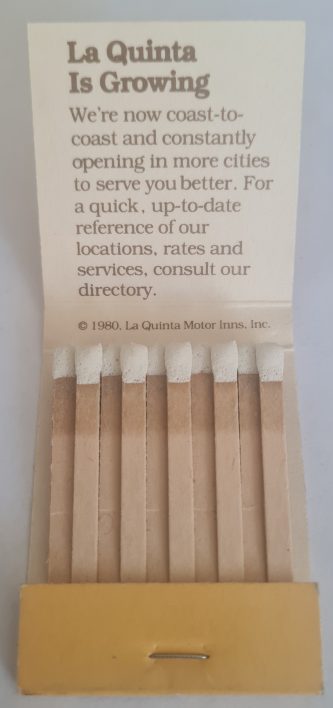 La Quinta
Is Growing
We're now coast-to-
coast and constantly
opening in more cities
to serve you better. For
a quick, up-to-date
reference of our
locations, rates and
services, consult our
directory.
© 1980, La Quinta Motor Inns, Inc.